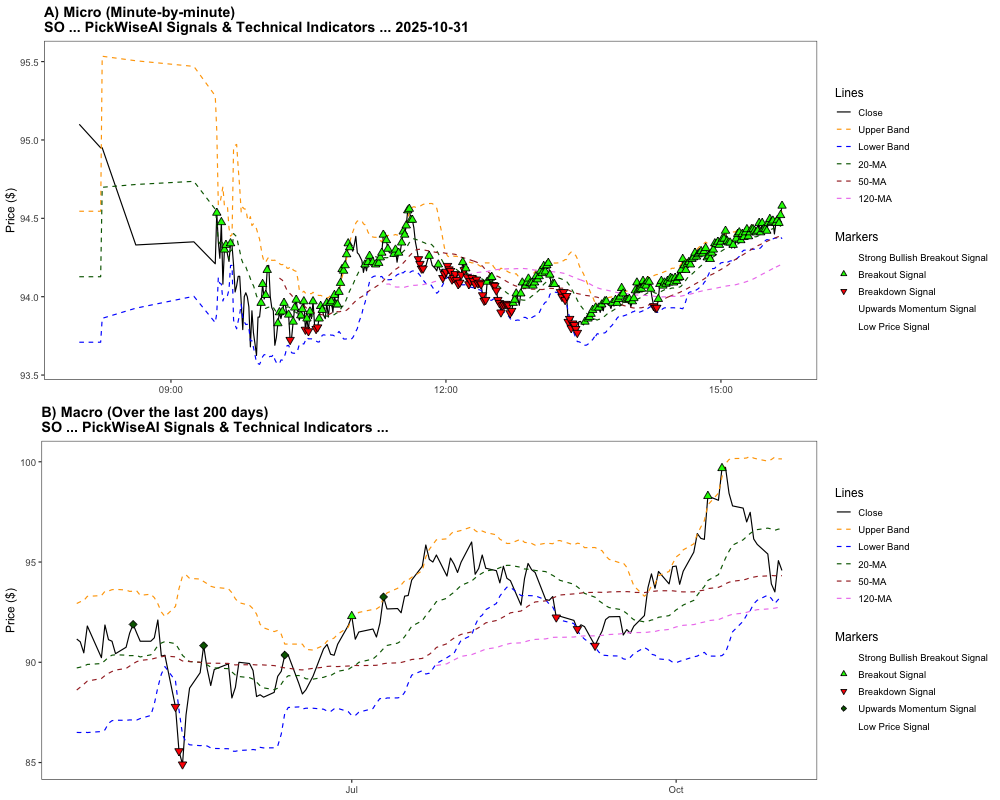 A) Micro (Minute-by-minute)
SO ... PickWiseAI Signals & Technical Indicators ... 2025-10-31
95.5
95.0
94.5
94.0
93.5
Price ($)
09:00
12:00
15:00
Lines
Close
Upper Band
Lower Band
20-MA
50-MA
120-MA
Markers
Strong Bullish Breakout Signal
Breakout Signal
Breakdown Signal
Upwards Momentum Signal
Low Price Signal
B) Macro (Over the last 200 days)
SO ... PickWiseAI Signals & Technical Indicators ...
100
95
90
85
Price ($)
Jul
Oct
Lines
Close
Upper Band
Lower Band
20-MA
50-MA
120-MA
Markers
Strong Bullish Breakout Signal
Breakout Signal
Breakdown Signal
Upwards Momentum Signal
Low Price Signal